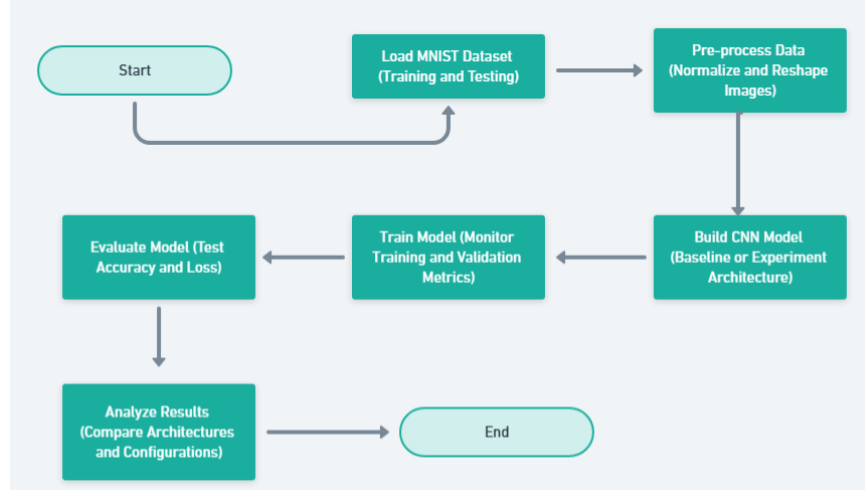 Start
Load MNIST Dataset
(Training and Testing)
Pre-process Data
(Normalize and Reshape
Images)
Build CNN Model
(Baseline or Experiment
Architecture)
Train Model (Monitor
Training and Validation
Metrics)
Evaluate Model (Test
Accuracy and Loss)
Analyze Results
(Compare Architectures
and Configurations)
End